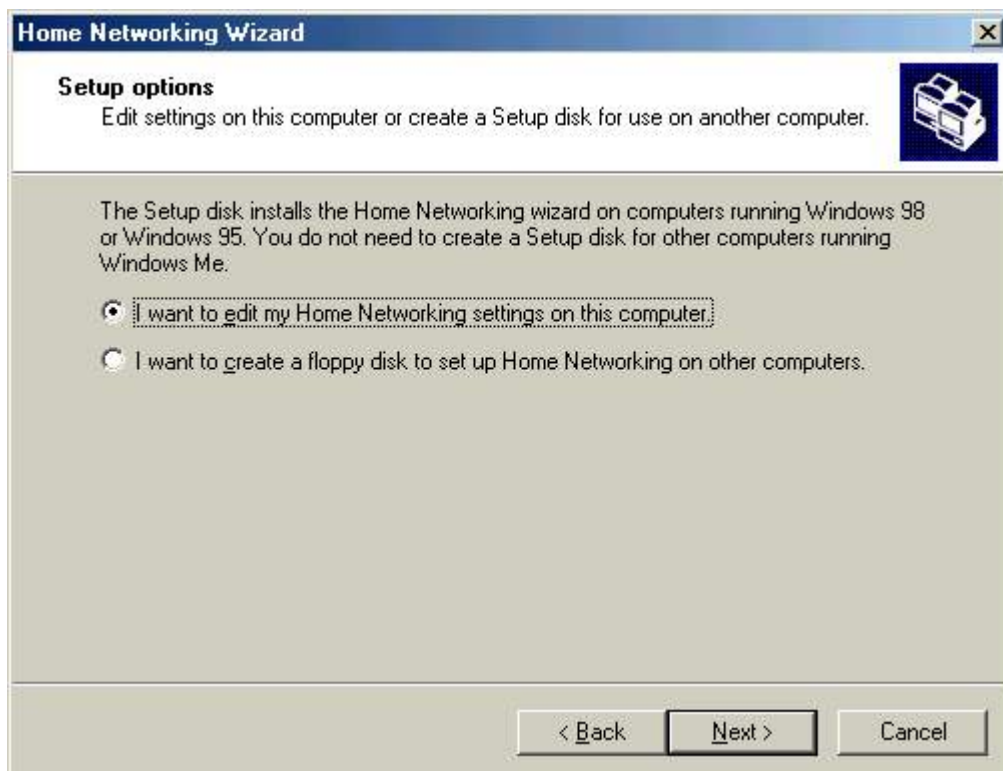 Home Networking Wizard
Setup options
Edit settings on this computer or create a Setup disk for use on another computer.
The Setup disk installs the Home Networking wizard on computers running Windows 98
or Windows 95. You do not need to create a Setup disk for other computers running
Windows Me.
I want to edit my Home Networking settings on this computer.
I want to create a floppy disk to set up Home Networking on other computers.
< Back
Next >
Cancel